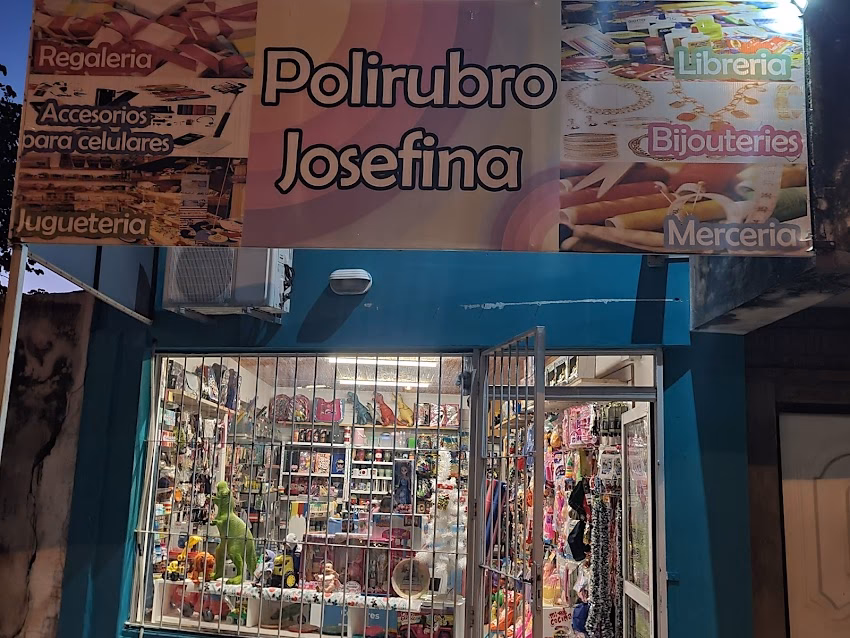 Regaleria
Accesorios
para celulares
Jugueteria
Polirubro
Josefina
Libreria
Bijouteries
Merceria